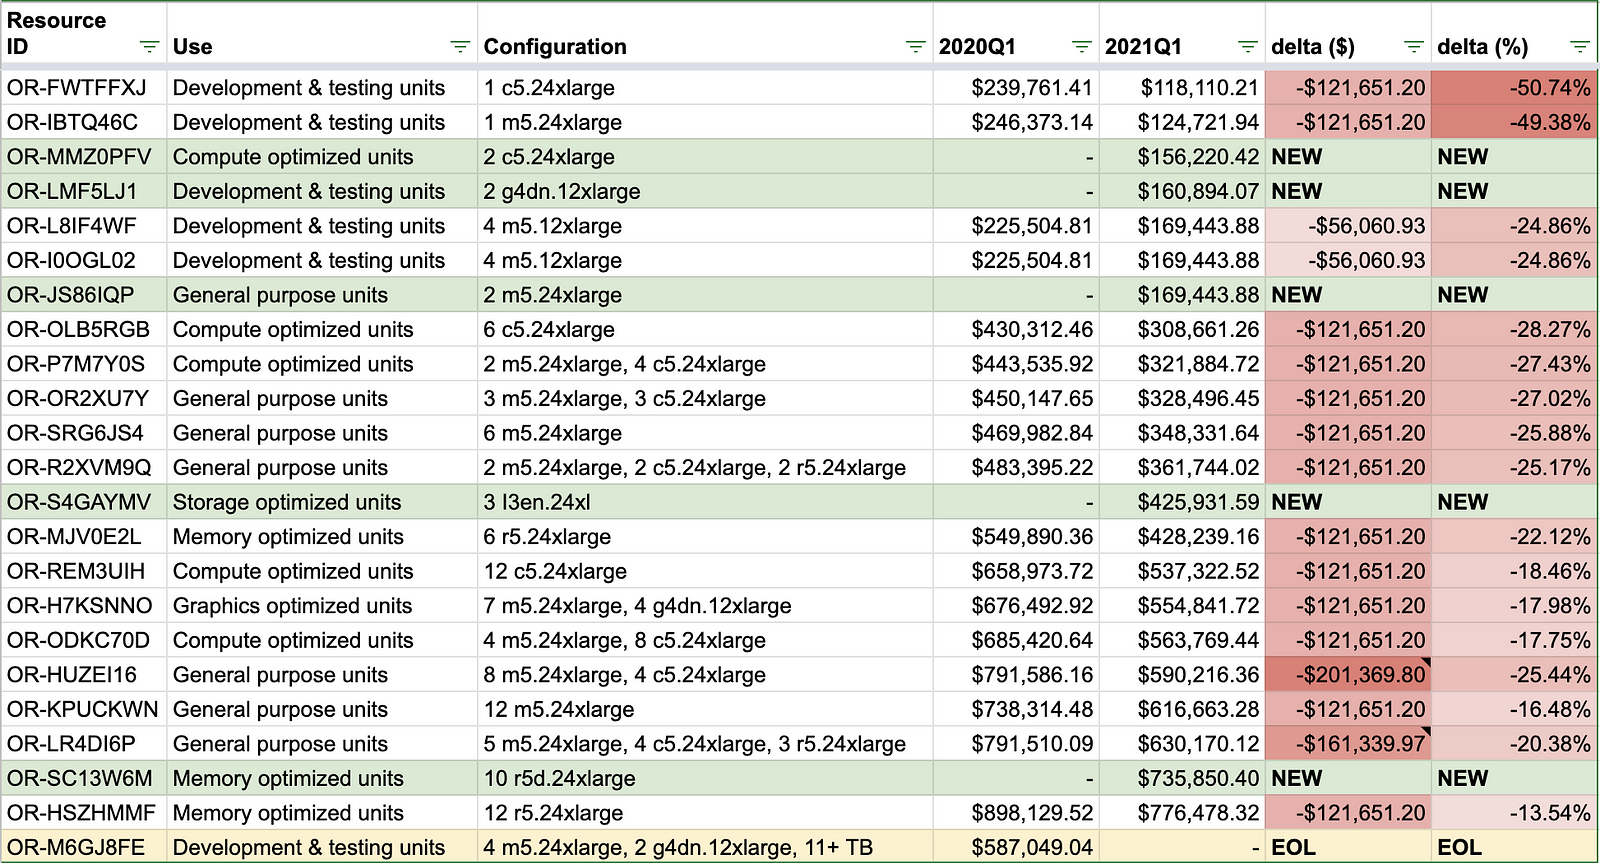 Resource ID Use Configuration 2020Q1 2021Q1 delta ($) delta (%)
OR-FWTFFXJ Development & testing units 1 c5.24xlarge $239,761.41 $118,110.21 -$121,651.20 -50.74%
OR-IBTQ46C Development & testing units 1 m5.24xlarge $246,373.14 $124,721.94 -$121,651.20 -49.38%
OR-MMZ0PFV Compute optimized units 2 c5.24xlarge - $156,220.42 NEW NEW
OR-LMF5LJ1 Development & testing units 2 g4dn.12xlarge - $160,894.07 NEW NEW
OR-L8IF4WF Development & testing units 4 m5.12xlarge $225,504.81 $169,443.88 -$56,060.93 -24.86%
OR-I0OGL02 Development & testing units 4 m5.12xlarge $225,504.81 $169,443.88 -$56,060.93 -24.86%
OR-JS86IQP General purpose units 2 m5.24xlarge - $169,443.88 NEW NEW
OR-OLB5RGB Compute optimized units 6 c5.24xlarge $430,312.46 $308,661.26 -$121,651.20 -28.27%
OR-P7M7Y0S Compute optimized units 2 m5.24xlarge, 4 c5.24xlarge $443,535.92 $321,884.72 -$121,651.20 -27.43%
OR-OR2XU7Y General purpose units 3 m5.24xlarge, 3 c5.24xlarge $450,147.65 $328,496.45 -$121,651.20 -27.02%
OR-SRG6JS4 General purpose units 6 m5.24xlarge $469,982.84 $348,331.64 -$121,651.20 -25.88%
OR-R2XVM9Q General purpose units 2 m5.24xlarge, 2 c5.24xlarge, 2 r5.24xlarge $483,395.22 $361,744.02 -$121,651.20 -25.17%
OR-S4GAYMV Storage optimized units 3 I3en.24xl - $425,931.59 NEW NEW
OR-MJV0E2L Memory optimized units 6 r5.24xlarge $549,890.36 $428,239.16 -$121,651.20 -22.12%
OR-REM3UIH Compute optimized units 12 c5.24xlarge $658,973.72 $537,322.52 -$121,651.20 -18.46%
OR-H7KSNNO Graphics optimized units 7 m5.24xlarge, 4 g4dn.12xlarge $676,492.92 $554,841.72 -$121,651.20 -17.98%
OR-ODKC70D Compute optimized units 4 m5.24xlarge, 8 c5.24xlarge $685,420.64 $563,769.44 -$121,651.20 -17.75%
OR-HUZEI16 General purpose units 8 m5.24xlarge, 4 c5.24xlarge $791,586.16 $590,216.36 -$201,369.80 -25.44%
OR-KPUCKWN General purpose units 12 m5.24xlarge $738,314.48 $616,663.28 -$121,651.20 -16.48%
OR-LR4DI6P General purpose units 5 m5.24xlarge, 4 c5.24xlarge, 3 r5.24xlarge $791,510.09 $630,170.12 -$161,339.97 -20.38%
OR-SC13W6M Memory optimized units 10 r5d.24xlarge - $735,850.40 NEW NEW
OR-HSZHMMF Memory optimized units 12 r5.24xlarge $898,129.52 $776,478.32 -$121,651.20 -13.54%
OR-M6GJ8FE Development & testing units 4 m5.24xlarge, 2 g4dn.12xlarge, 11+ TB $587,049.04 - EOL EOL